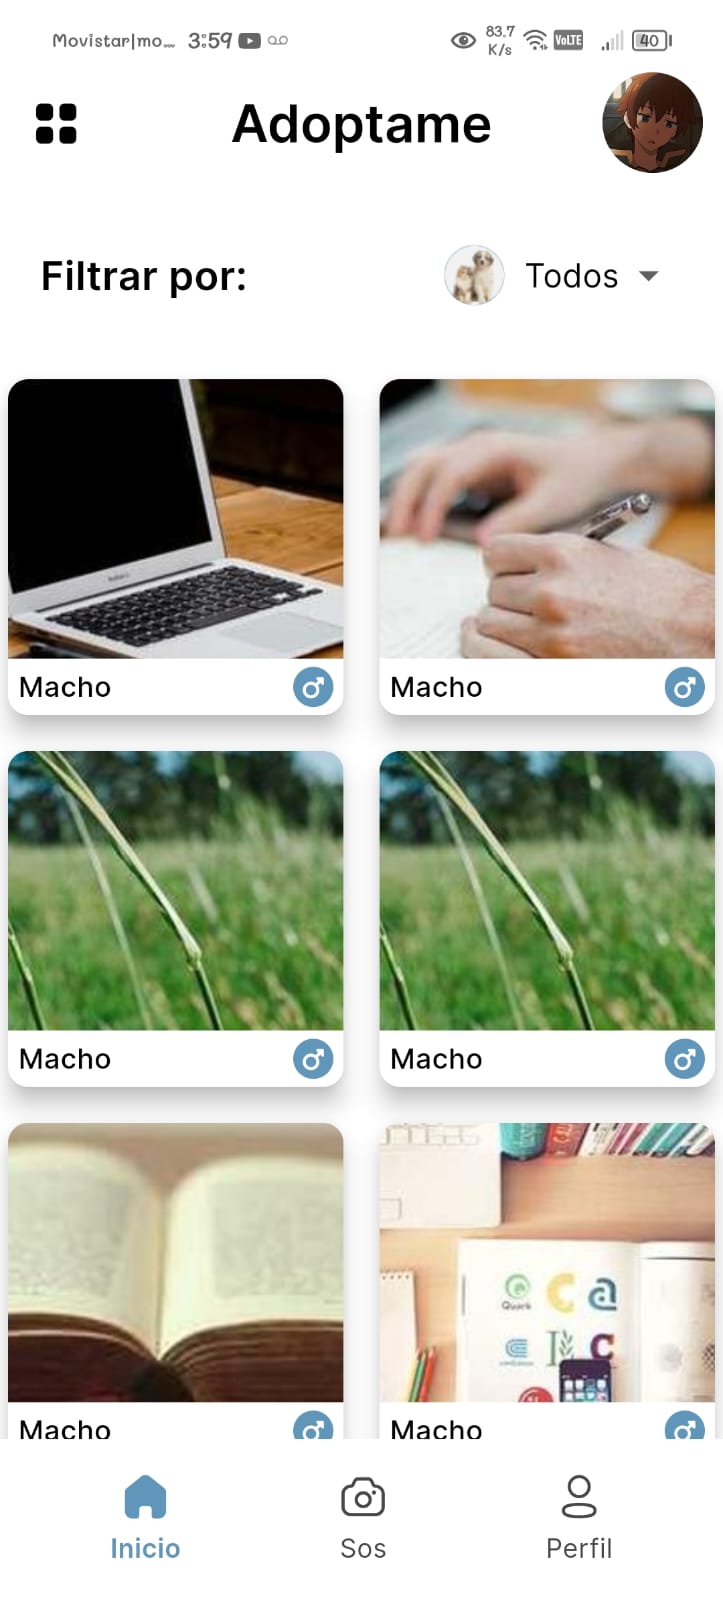 Movistar|mo... 3:59
83.7
K/s
VoLTE
40
Adoptame
Filtrar por:
Todos
Macho
Macho
Macho
Macho
Quark
C a
C
Macho
Macho
Inicio
Sos
Perfil